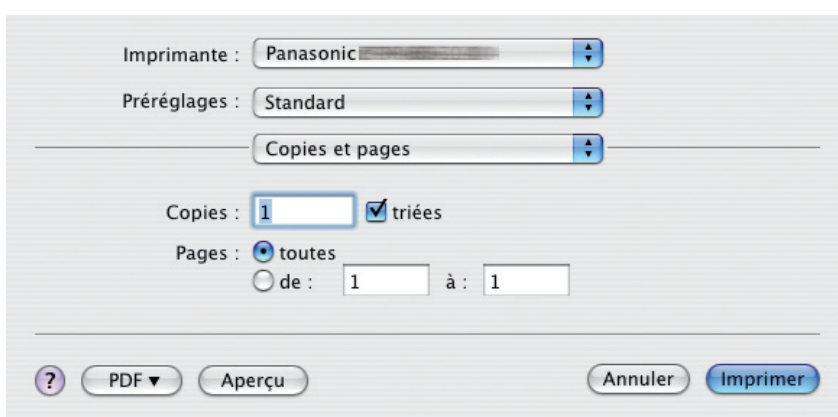 Imprimante : Panasonic
Préréglages : Standard
Copies et pages
Copies : 1 triées
Pages : toutes
de : 1 à : 1
? PDF▼ Aperçu Annuler Imprimer